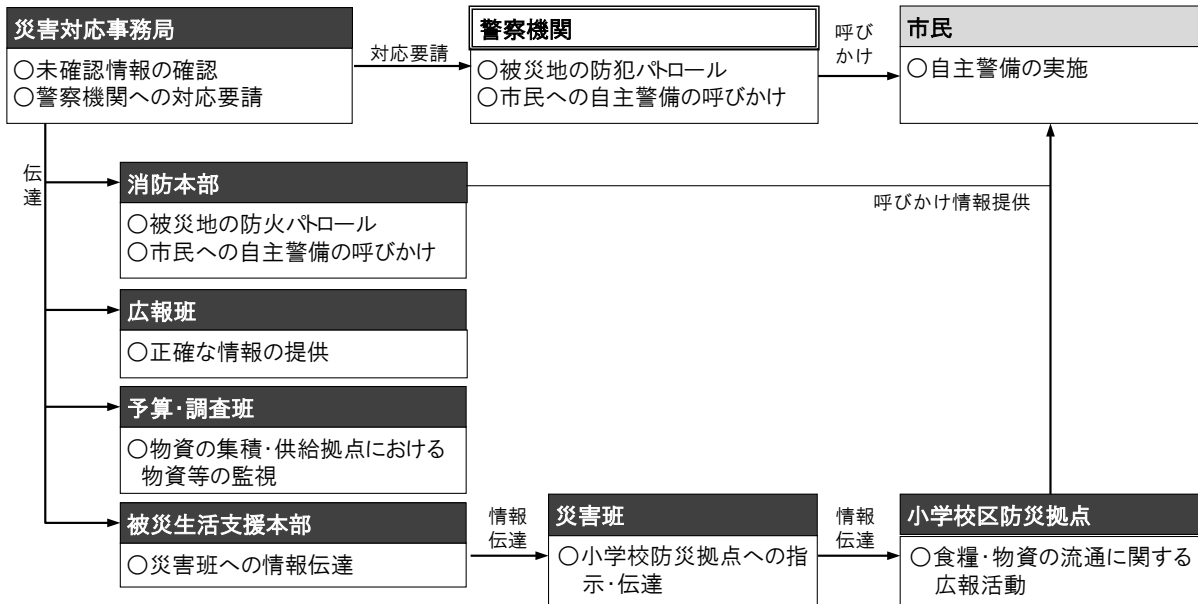 災害対応事務局
○未確認情報の確認
○警察機関への対応要請
対応要請
警察機関
○被災地の防犯パトロール
○市民への自主警備の呼びかけ
呼び
かけ
市民
○自主警備の実施
伝
達
消防本部
○被災地の防火パトロール
○市民への自主警備の呼びかけ
呼びかけ情報提供
広報班
○正確な情報の提供
予算・調査班
○物資の集積・供給拠点における
物資等の監視
被災生活支援本部
○災害班への情報伝達
情報
伝達
災害班
○小学校防災拠点への指
示・伝達
情報
伝達
小学校区防災拠点
○食糧・物資の流通に関する
広報活動